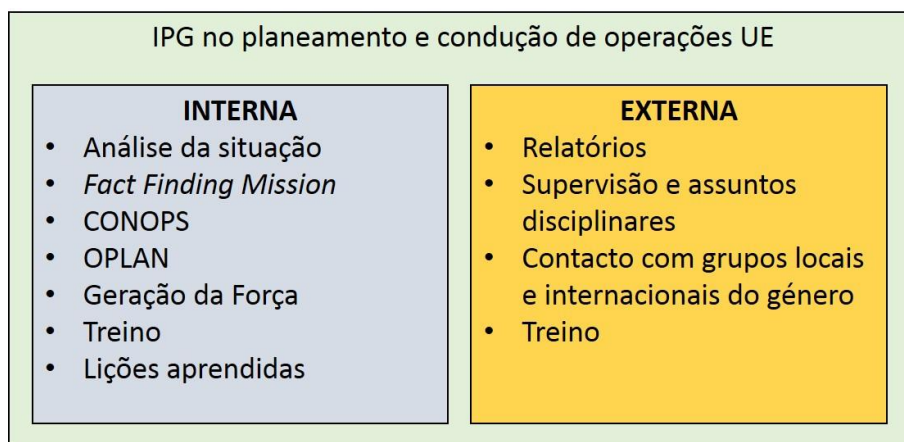 IPG no planeamento e condução de operações UE
INTERNA
• Análise da situação
• Fact Finding Mission
• CONOPS
• OPLAN
• Geração da Força
• Treino
• Lições aprendidas
EXTERNA
• Relatórios
• Supervisão e assuntos
disciplinares
• Contacto com grupos locais
e internacionais do género
• Treino